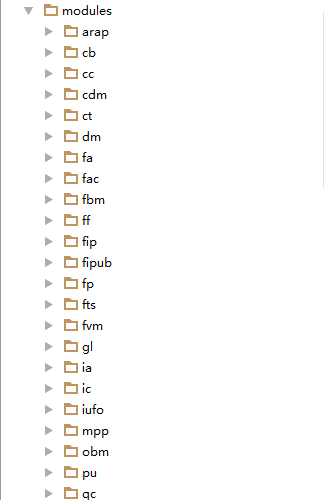 modules
arap
cb
cc
cdm
ct
dm
fa
fac
fbm
ff
fip
fipub
fp
fts
fvm
gl
ia
ic
iufo
mpp
obm
pu
qc